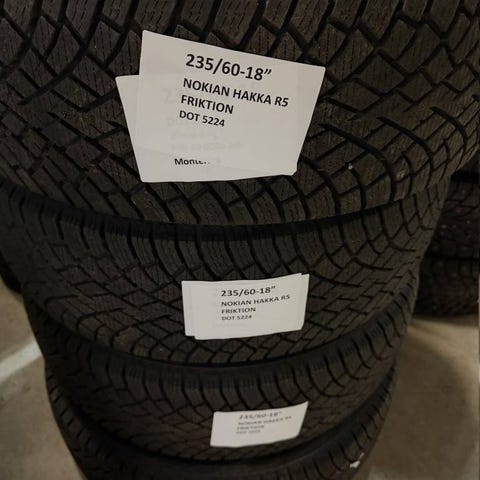 235/60-18”
NOKIAN HAKKA R5
FRIKTION
DOT 5224
Monter
235/60-18”
NOKIAN HAKKA R5
FRIKTION
DOT 5224
235/60-18”
NOKIAN HAKKA R5
FRIKTION
DOT 5224